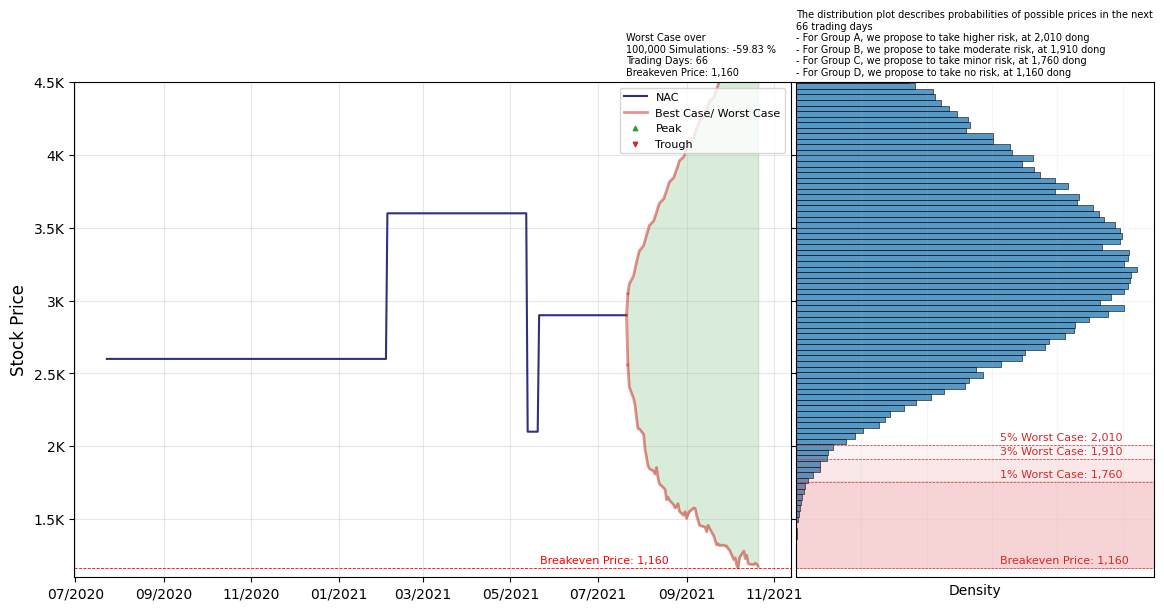 The distribution plot describes probabilities of possible prices in the next
66 trading days
- For Group A, we propose to take higher risk, at 2,010 dong
- For Group B, we propose to take moderate risk, at 1,910 dong
- For Group C, we propose to take minor risk, at 1,760 dong
- For Group D, we propose to take no risk, at 1,160 dong
Worst Case over
100,000 Simulations: -59.83 %
Trading Days: 66
Breakeven Price: 1,160
NAC
Best Case/ Worst Case
Peak
Trough
Stock Price
4.5K
4K
3.5K
3K
2.5K
2K
1.5K
Breakeven Price: 1,160
07/2020 09/2020 11/2020 01/2021 03/2021 05/2021 07/2021 09/2021 11/2021
5% Worst Case: 2,010
3% Worst Case: 1,910
1% Worst Case: 1,760
Breakeven Price: 1,160
Density